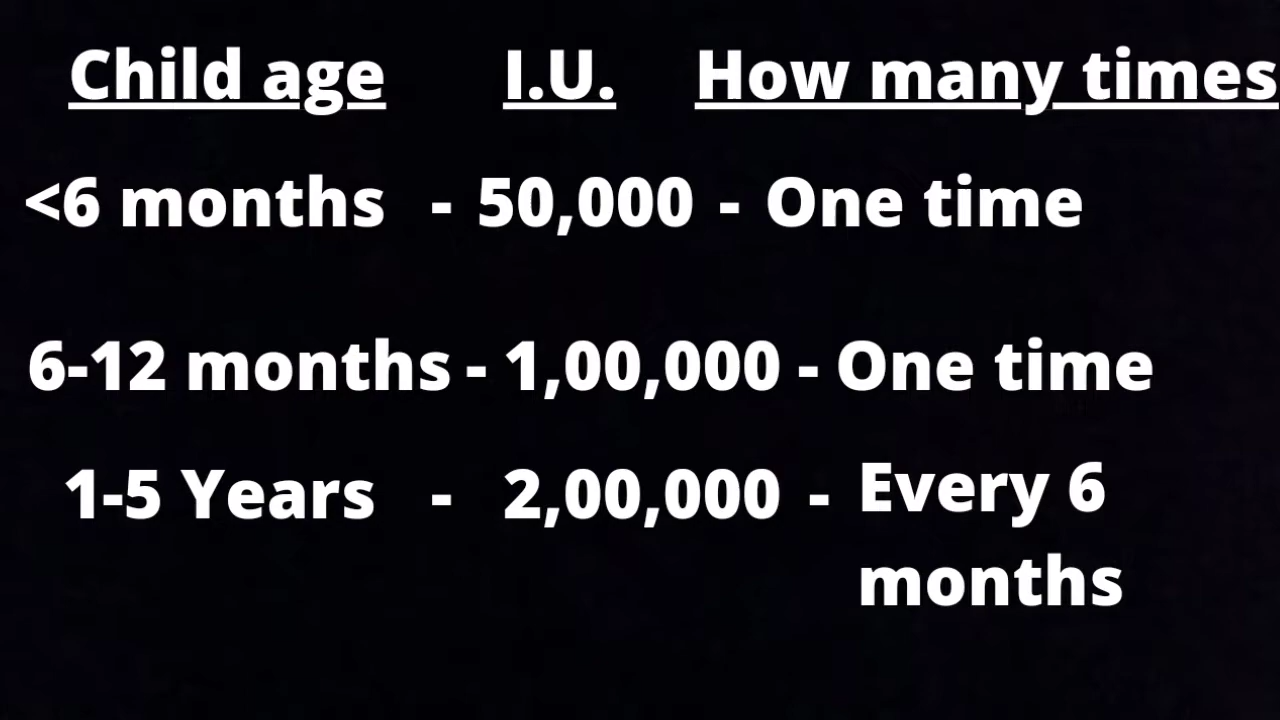 Child age I.U. How many times
<6 months - 50,000 - One time
6-12 months - 1,00,000 - One time
1-5 Years - 2,00,000 - Every 6
months